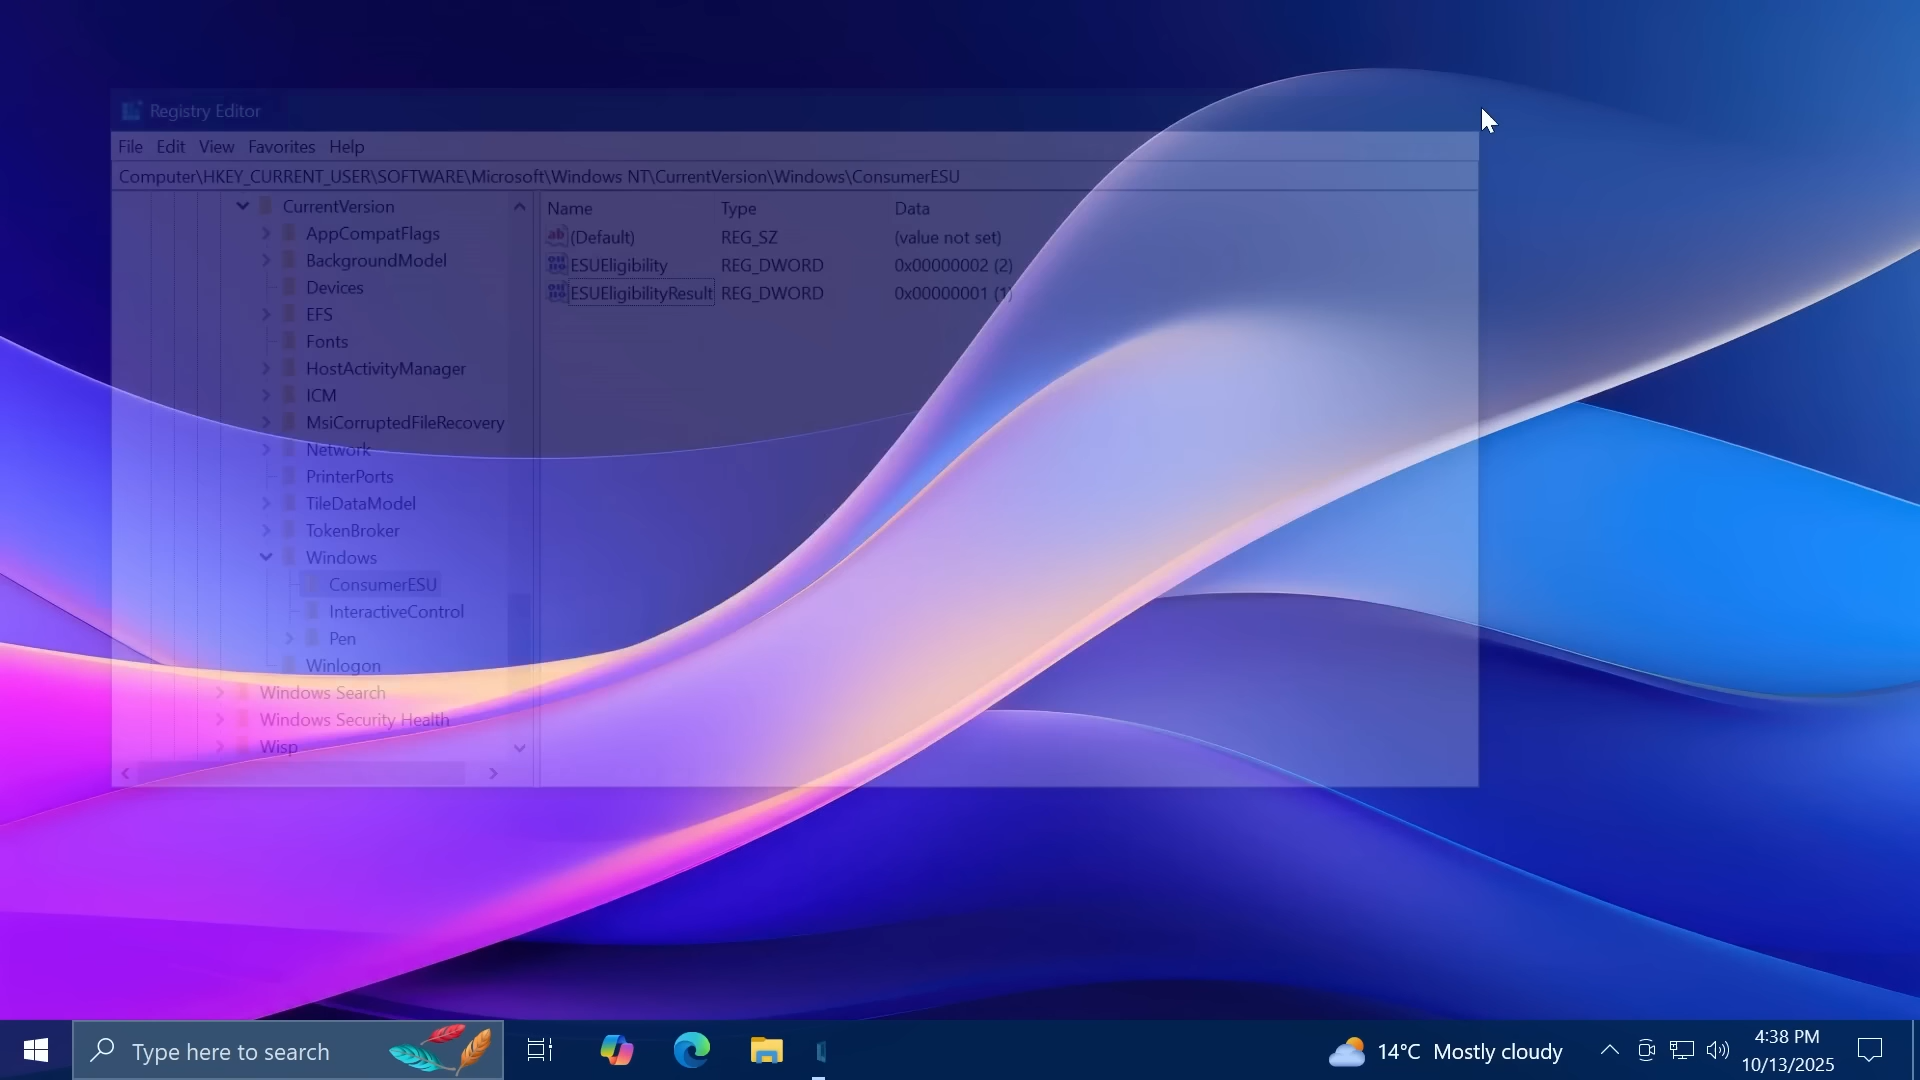 Registry Editor
File Edit View Favorites Help
Computer\HKEY_CURRENT_USER\SOFTWARE\Microsoft\Windows NT\CurrentVersion\Windows\ConsumerESU
CurrentVersion
AppCompatFlags
BackgroundModel
Devices
EFS
Fonts
HostActivityManager
ICM
MsiCorruptedFileRecovery
Network
PrinterPorts
TileDataModel
TokenBroker
Windows
ConsumerESU
InteractiveControl
Pen
Winlogon
Windows Search
Windows Security Health
Wisp
Name Type Data
ab (Default) REG_SZ (value not set)
ESUEligibility REG_DWORD 0x00000002 (2)
ESUEligibilityResult REG_DWORD 0x00000001 (1)
Type here to search
14°C Mostly cloudy
4:38 PM
10/13/2025